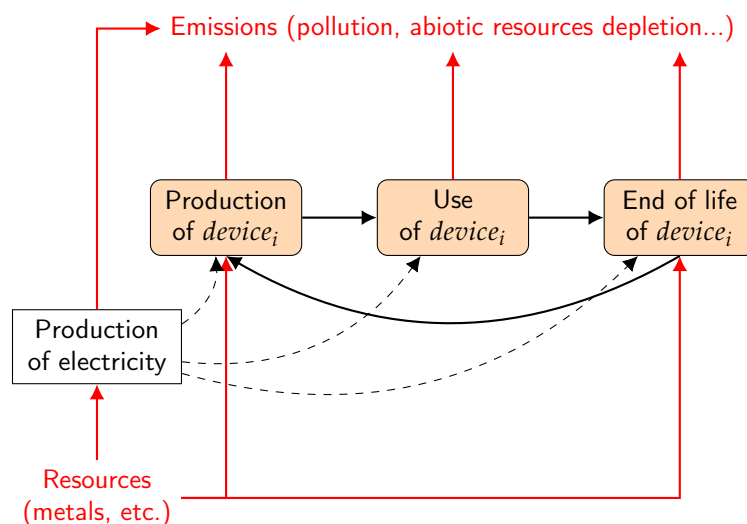 Emissions (pollution, abiotic resources depletion...)
Production
of device_i
Use
of device_i
End of life
of device_i
Production
of electricity
Resources
(metals, etc.)